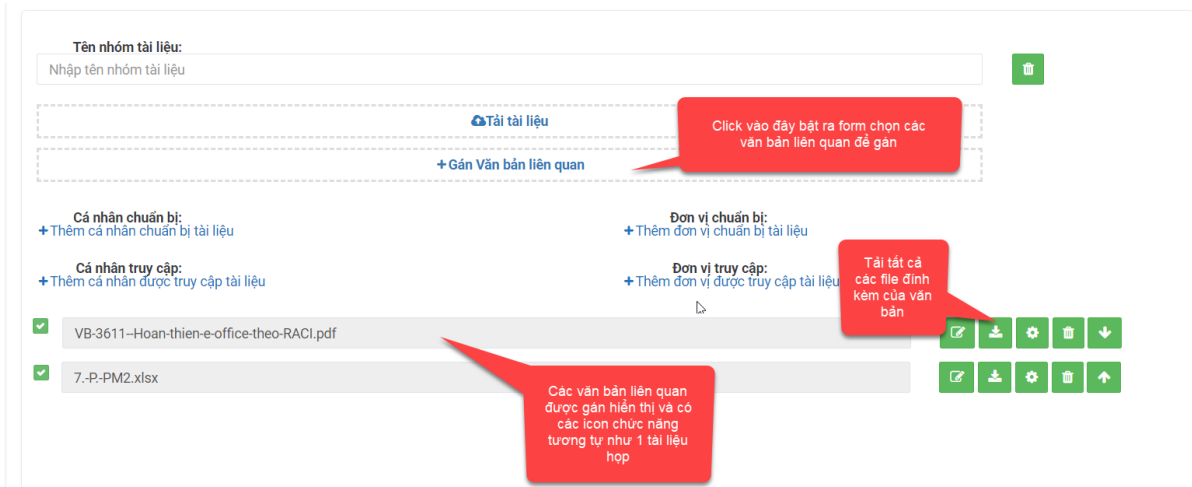 Tên nhóm tài liệu:
Nhập tên nhóm tài liệu
Tải tài liệu
Click vào đây bật ra form chọn các
văn bản liên quan để gán
+ Gán Văn bản liên quan
Cá nhân chuẩn bị:
+ Thêm cá nhân chuẩn bị tài liệu
Đơn vị chuẩn bị:
+ Thêm đơn vị chuẩn bị tài liệu
Cá nhân truy cập:
+ Thêm cá nhân được truy cập tài liệu
Đơn vị truy cập:
+ Thêm đơn vị được truy cập tài liệu
Tải tất cả
các file đính
kèm của văn
bản
VB-3611--Hoan-thien-e-office-theo-RACI.pdf
7.-P.-PM2.xlsx
Các văn bản liên quan
được gán hiển thị và có
các icon chức năng
tương tự như 1 tài liệu
họp